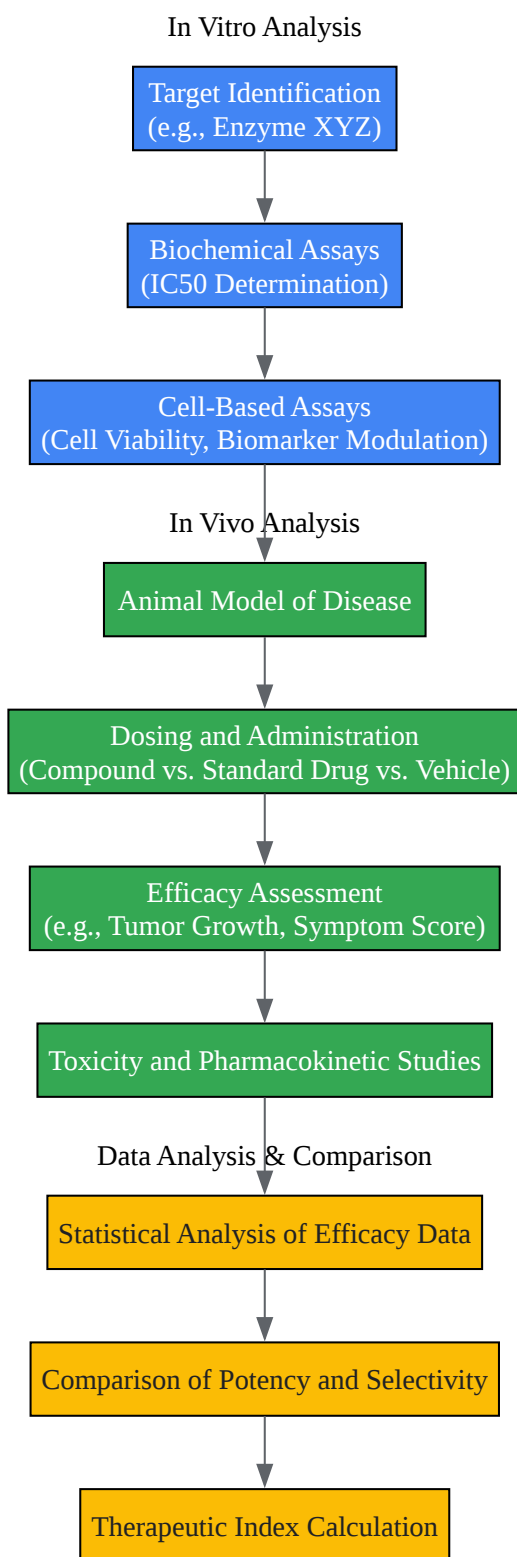 In Vitro Analysis
Target Identification
(e.g., Enzyme XYZ)
Biochemical Assays
(IC50 Determination)
Cell-Based Assays
(Cell Viability, Biomarker Modulation)
In Vivo Analysis
Animal Model of Disease
Dosing and Administration
(Compound vs. Standard Drug vs. Vehicle)
Efficacy Assessment
(e.g., Tumor Growth, Symptom Score)
Toxicity and Pharmacokinetic Studies
Data Analysis & Comparison
Statistical Analysis of Efficacy Data
Comparison of Potency and Selectivity
Therapeutic Index Calculation